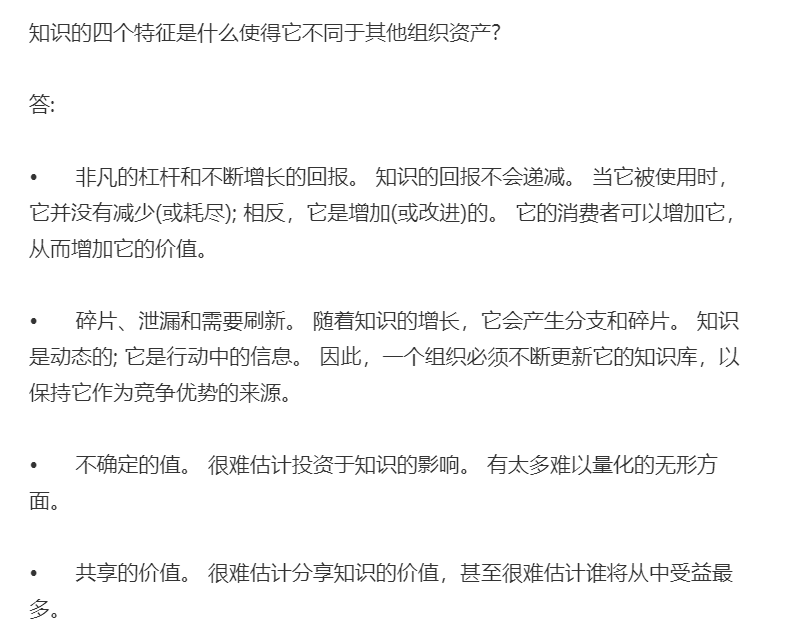 知识的四个特征是什么使得它不同于其他组织资产?
答:
• 非凡的杠杆和不断增长的回报。 知识的回报不会递减。 当它被使用时，
它并没有减少(或耗尽); 相反，它是增加(或改进)的。 它的消费者可以增加它，
从而增加它的价值。
• 碎片、泄漏和需要刷新。 随着知识的增长，它会产生分支和碎片。 知识
是动态的; 它是行动中的信息。 因此，一个组织必须不断更新它的知识库，以
保持它作为竞争优势的来源。
• 不确定的值。 很难估计投资于知识的影响。 有太多难以量化的无形方
面。
• 共享的价值。 很难估计分享知识的价值，甚至很难估计谁将从中受益最
多。